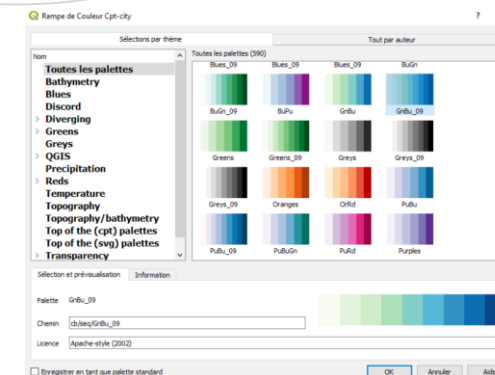 Rampe de Couleur Cpt-city
?
Sélections par thème
Tout par auteur
Nom
Toutes les palettes
Bathymetry
Blues
Discord
Diverging
Greens
Greys
QGIS
Precipitation
Reds
Temperature
Topography
Topography/bathymetry
Top of the (cpt) palettes
Top of the (svg) palettes
Transparency
Toutes les palettes (590)
Blues_09 Blues_09 Blues_09 BuGn
BuGn_09 BuPu GnBu GnBu_09
Greens Greens_09 Greys Greys_09
Greys_09 Oranges OrRd PuBu
PuBu_09 PuBuGn PuRd Purples
Sélection et prévisualisation Information
Palette GnBu_09
Chemin cb/seq/GnBu_09
Licence Apache-style (2002)
Enregistrer en tant que palette standard
OK Annuler Aide